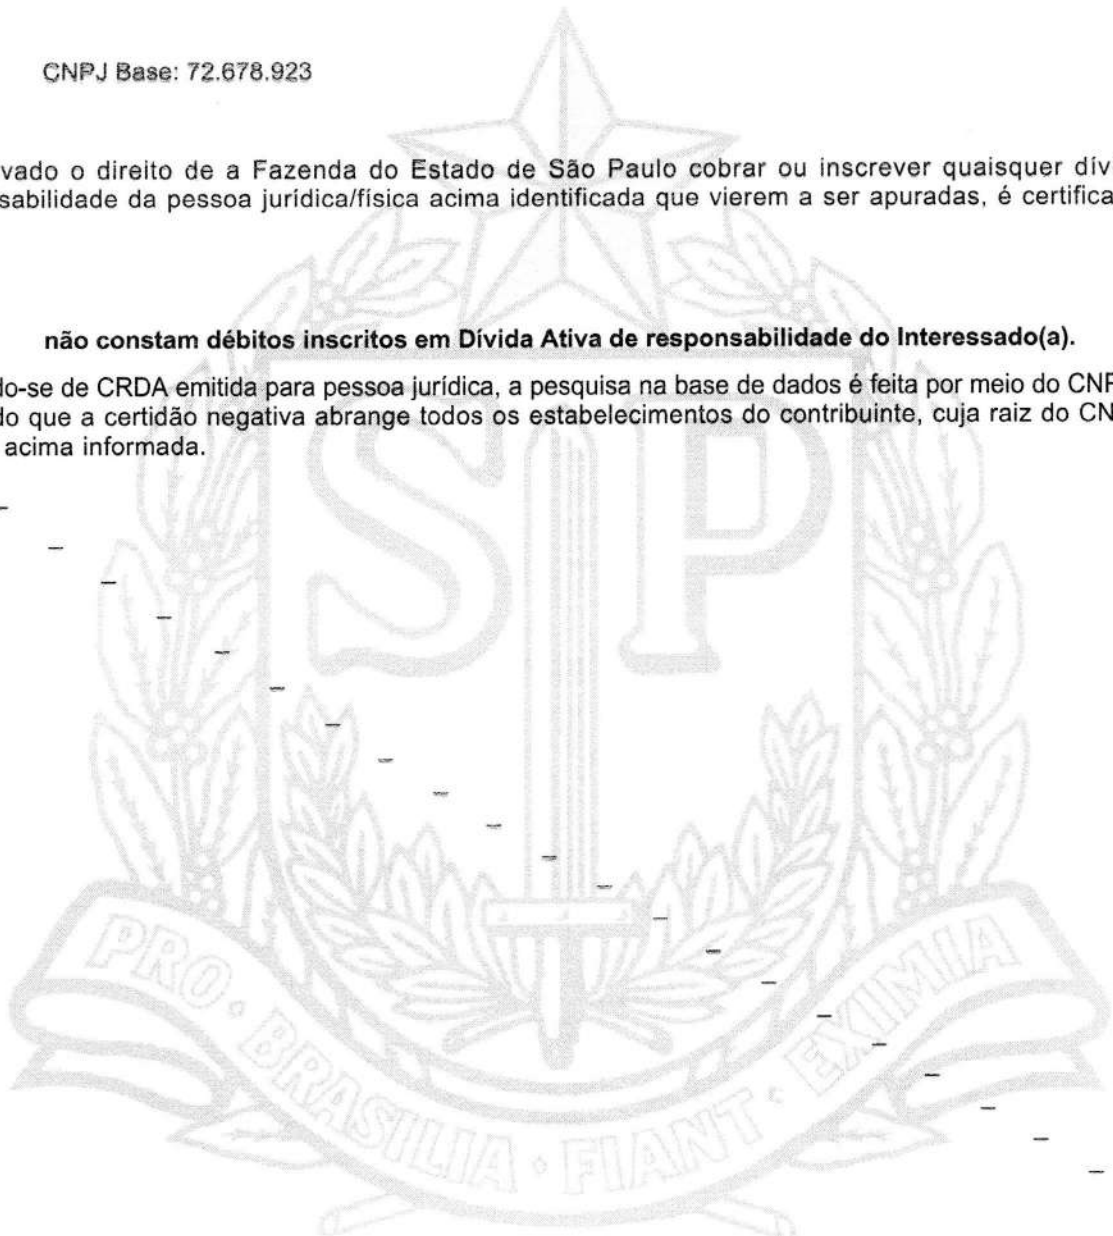 CNPJ Base: 72.678.923
vado o direito de a Fazenda do Estado de São Paulo cobrar ou inscrever quaisquer dív
sabilidade da pessoa jurídica/física acima identificada que vierem a ser apuradas, é certifica
não constam débitos inscritos em Dívida Ativa de responsabilidade do Interessado(a).
do-se de CRDA emitida para pessoa jurídica, a pesquisa na base de dados é feita por meio do CNP
do que a certidão negativa abrange todos os estabelecimentos do contribuinte, cuja raiz do CN
acima informada.
SP
PRO • BRASILIA • FIANT • EXIMIA